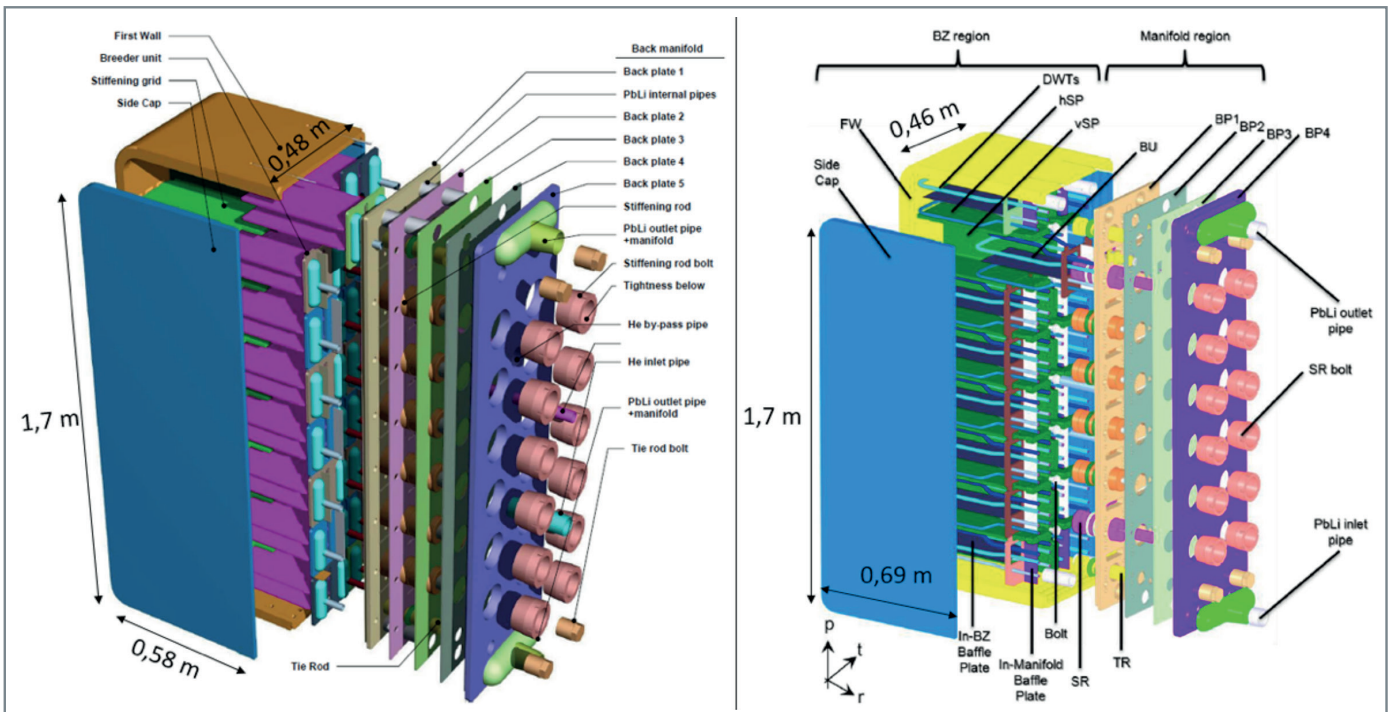 First Wall
Breeder unit
Stiffening grid
Side Cap
0,48 m
1,7 m
0,58 m
Tie Rod
Back manifold
Back plate 1
PbLi internal pipes
Back plate 2
Back plate 3
Back plate 4
Back plate 5
Stiffening rod
PbLi outlet pipe
+manifold
Stiffening rod bolt
Tightness below
He by-pass pipe
He inlet pipe
PbLi outlet pipe
+manifold
Tie rod bolt
BZ region
Manifold region
DWTs
hSP
vSP
FW
0,46 m
BU
BP1
BP2
BP3
BP4
Side
Cap
1,7 m
0,69 m
PbLi outlet
pipe
SR bolt
PbLi inlet
pipe
In-BZ
Baffle
Plate
Bolt
In-Manifold
Baffle
Plate
SR
TR
p
t
r